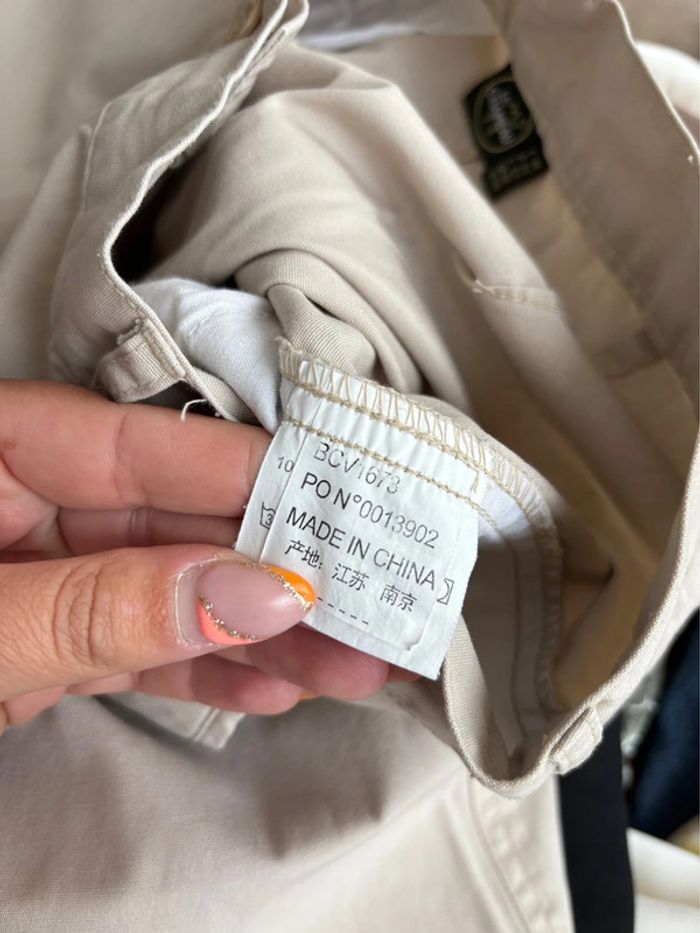 BCV1673
PO N°0013902
MADE IN CHINA
产地: 江苏 南京
-----
10